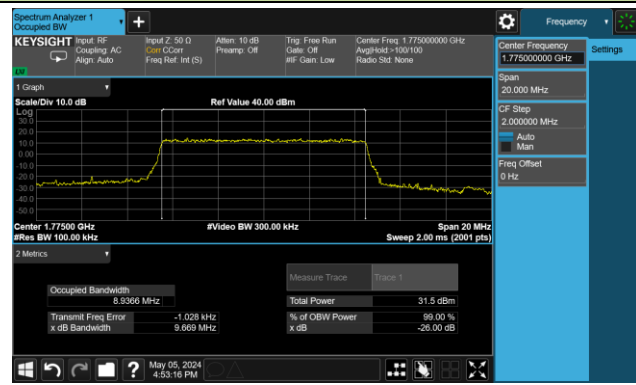 Spectrum Analyzer 1
Occupied BW
Frequency
KEYSIGHT
Input: RF
Coupling: AC
Align: Auto
Input Z: 50 Ω
Corr CCorr
Freq Ref: Int (S)
Atten: 10 dB
Preamp: Off
Trig: Free Run
Gate: Off
#IF Gain: Low
Center Freq: 1.775000000 GHz
Avg|Hold:>100/100
Radio Std: None
Center Frequency
1.775000000 GHz
Settings
Span
20.000 MHz
CF Step
2.000000 MHz
Auto
Man
Freq Offset
0 Hz
1 Graph
Scale/Div 10.0 dB
Ref Value 40.00 dBm
Log
30.0
20.0
10.0
0.00
-10.0
-20.0
-30.0
-40.0
-50.0
Center 1.77500 GHz
#Video BW 300.00 kHz
Span 20 MHz
#Res BW 100.00 kHz
Sweep 2.00 ms (2001 pts)
2 Metrics
Measure Trace
Trace 1
Occupied Bandwidth
8.9366 MHz
Total Power
31.5 dBm
Transmit Freq Error
-1.028 kHz
% of OBW Power
99.00 %
x dB Bandwidth
9.669 MHz
x dB
-26.00 dB
May 05, 2024
4:53:16 PM